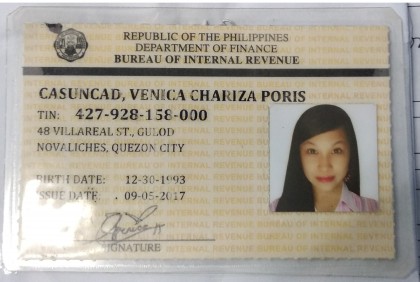 REPUBLIC OF THE PHILIPPINES
DEPARTMENT OF FINANCE
BUREAU OF INTERNAL REVENUE
CASUNCAD, VENICA CHARIZA PORIS
TIN: 427-928-158-000
48 VILLAREAL ST., GULOD
NOVALICHES, QUEZON CITY
BIRTH DATE: 12-30-1993
ISSUE DATE: 09-05-2017
SIGNATURE